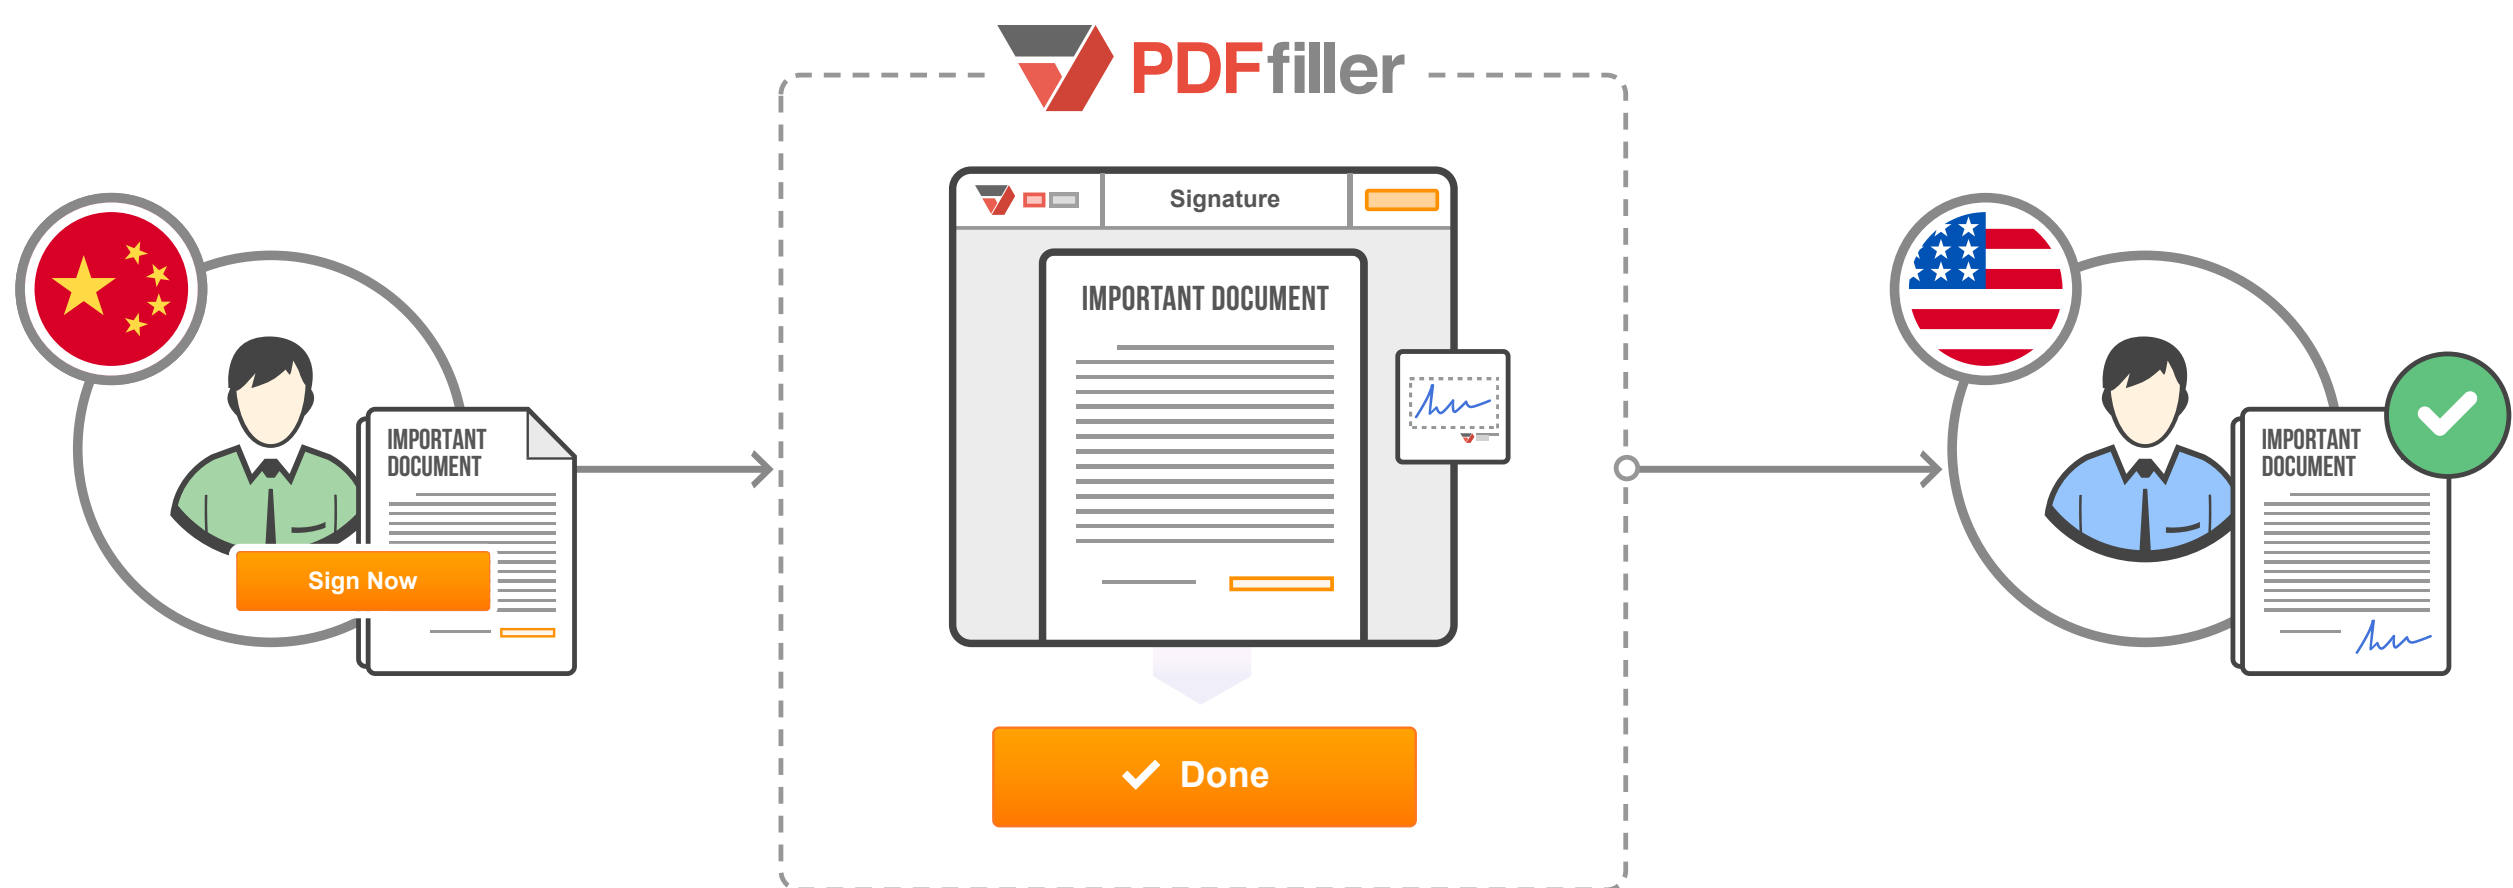 PDFfiller
Signature
IMPORTANT DOCUMENT
IMPORTANT
DOCUMENT
Sign Now
Done
IMPORTANT
DOCUMENT